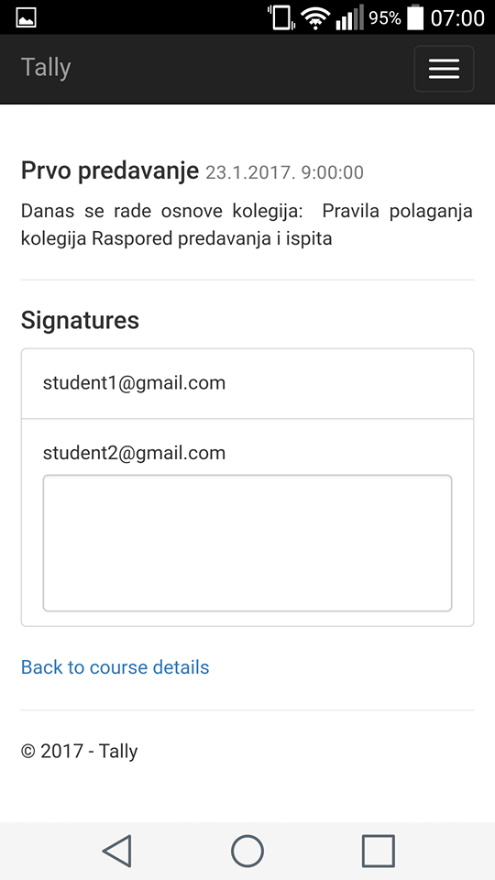 95% 07:00
Tally
Prvo predavanje 23.1.2017. 9:00:00
Danas se rade osnove kolegija: Pravila polaganja
kolegija Raspored predavanja i ispita
Signatures
student1@gmail.com
student2@gmail.com
Back to course details
© 2017 - Tally